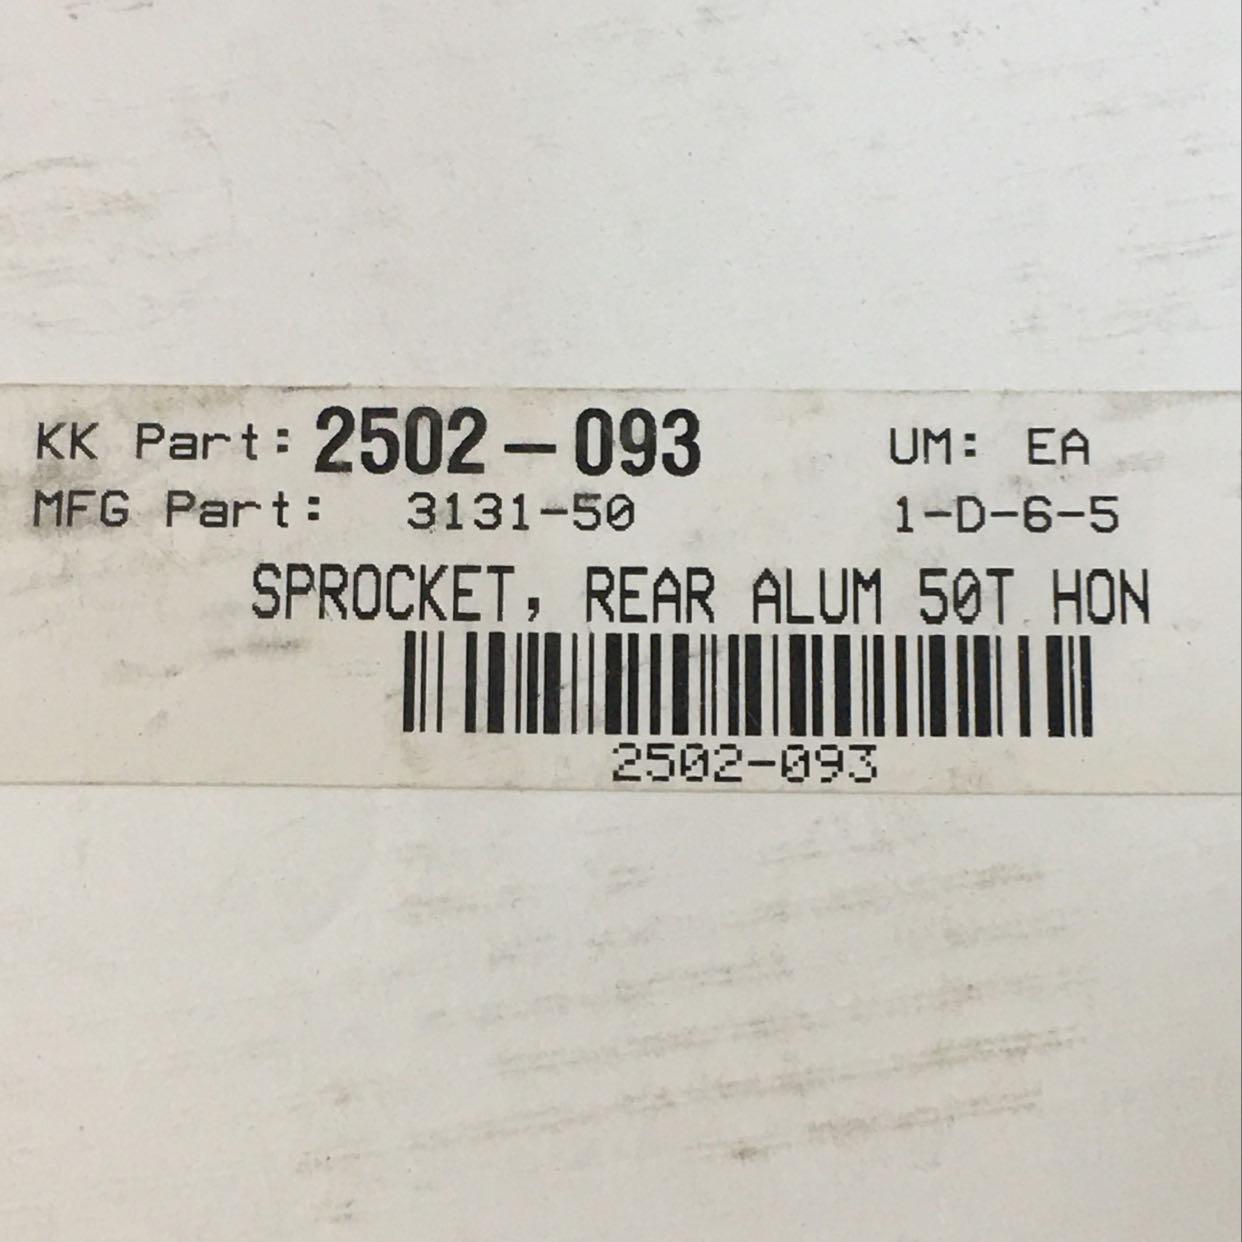 KK Part: 2502-093 UM: EA
MFG Part: 3131-50 1-D-6-5
SPROCKET, REAR ALUM 50T HON
2502-093